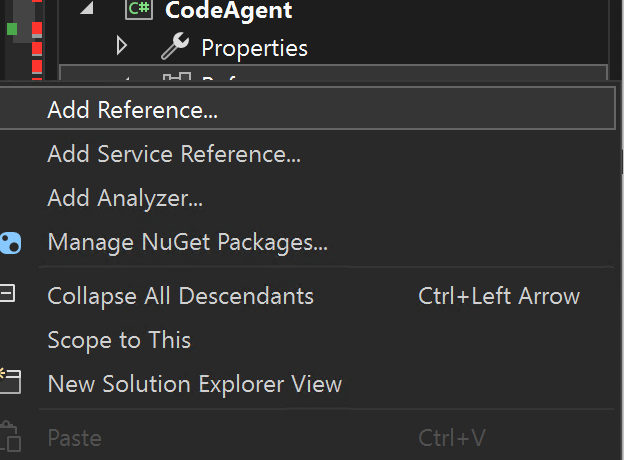 C# CodeAgent
Properties
Add Reference...
Add Service Reference...
Add Analyzer...
Manage NuGet Packages...
Collapse All Descendants Ctrl+Left Arrow
Scope to This
New Solution Explorer View
Paste Ctrl+V